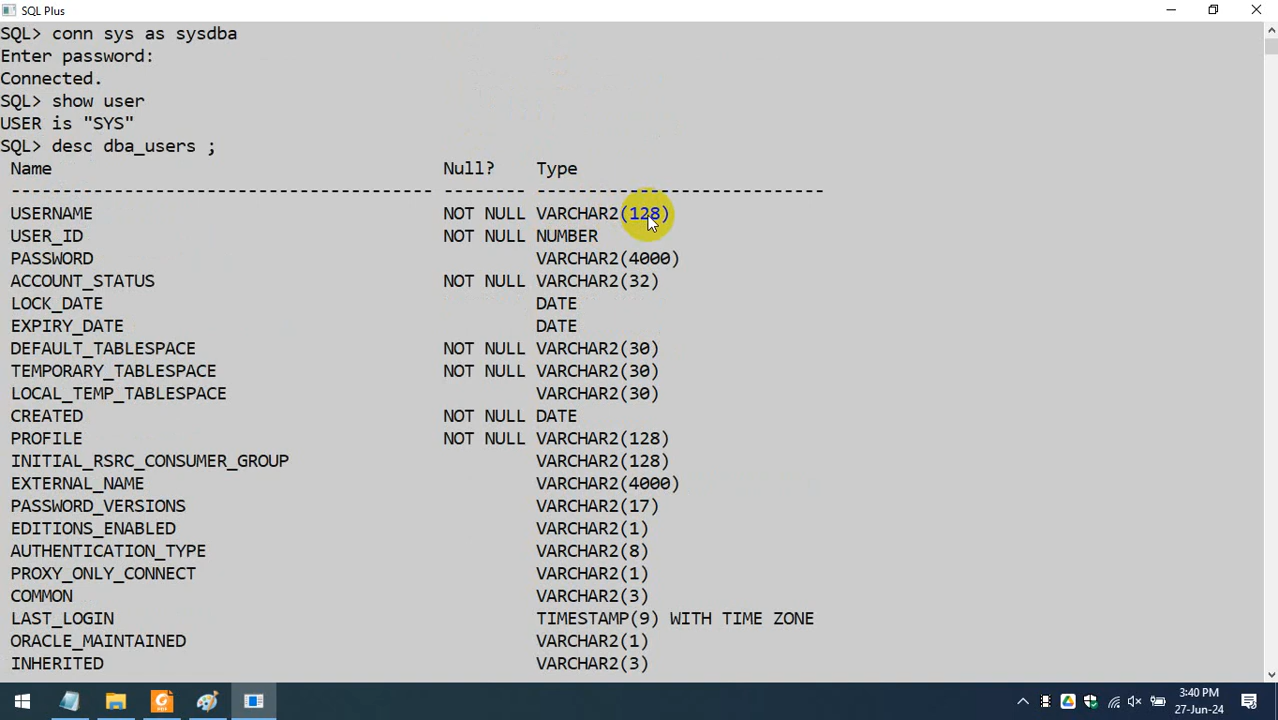 SQL Plus
SQL> conn sys as sysdba
Enter password:
Connected.
SQL> show user
USER is "SYS"
SQL> desc dba_users ;
Name Null? Type
----------------------------------------- -------- ----------------------------
USERNAME NOT NULL VARCHAR2(128)
USER_ID NOT NULL NUMBER
PASSWORD VARCHAR2(4000)
ACCOUNT_STATUS NOT NULL VARCHAR2(32)
LOCK_DATE DATE
EXPIRY_DATE DATE
DEFAULT_TABLESPACE NOT NULL VARCHAR2(30)
TEMPORARY_TABLESPACE NOT NULL VARCHAR2(30)
LOCAL_TEMP_TABLESPACE VARCHAR2(30)
CREATED NOT NULL DATE
PROFILE NOT NULL VARCHAR2(128)
INITIAL_RSRC_CONSUMER_GROUP VARCHAR2(128)
EXTERNAL_NAME VARCHAR2(4000)
PASSWORD_VERSIONS VARCHAR2(17)
EDITIONS_ENABLED VARCHAR2(1)
AUTHENTICATION_TYPE VARCHAR2(8)
PROXY_ONLY_CONNECT VARCHAR2(1)
COMMON VARCHAR2(3)
LAST_LOGIN TIMESTAMP(9) WITH TIME ZONE
ORACLE_MAINTAINED VARCHAR2(1)
INHERITED VARCHAR2(3)
3:40 PM
27-Jun-24